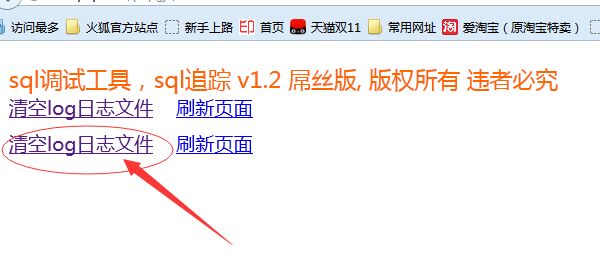 访问最多 火狐官方站点 新手上路 印 首页 天猫双11 常用网址 淘 爱淘宝（原淘宝特卖）
sql调试工具，sql追踪 v1.2 屌丝版, 版权所有 违者必究
清空log日志文件 刷新页面
清空log日志文件 刷新页面